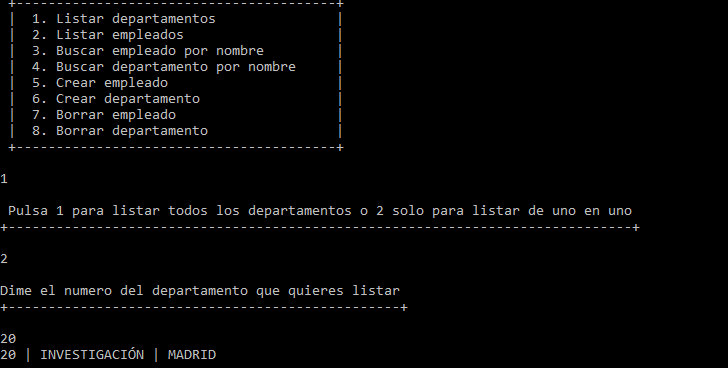 +----------------------------------------+
|  1. Listar departamentos               |
|  2. Listar empleados                   |
|  3. Buscar empleado por nombre         |
|  4. Buscar departamento por nombre     |
|  5. Crear empleado                     |
|  6. Crear departamento                 |
|  7. Borrar empleado                    |
|  8. Borrar departamento                |
+----------------------------------------+
1
Pulsa 1 para listar todos los departamentos o 2 solo para listar de uno en uno
+------------------------------------------------------------------------------+
2
Dime el numero del departamento que quieres listar
+-------------------------------------------------+
20
20 | INVESTIGACIÓN | MADRID